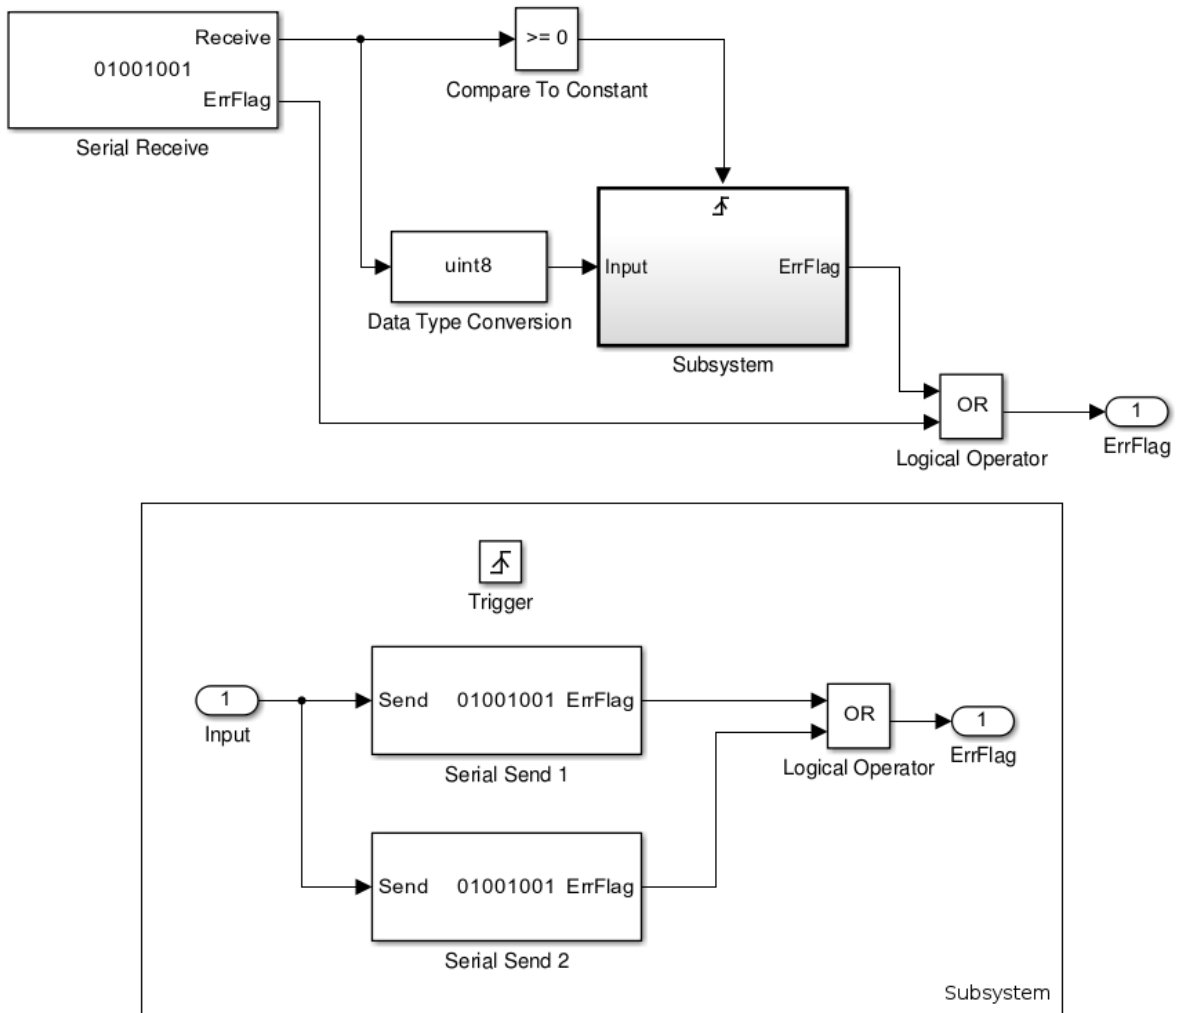 Receive
01001001
ErrFlag
Serial Receive
>= 0
Compare To Constant
uint8
Data Type Conversion
Input
ErrFlag
Subsystem
OR
Logical Operator
1
ErrFlag
Trigger
1
Input
Send 01001001 ErrFlag
Serial Send 1
Send 01001001 ErrFlag
Serial Send 2
OR
Logical Operator
1
ErrFlag
Subsystem